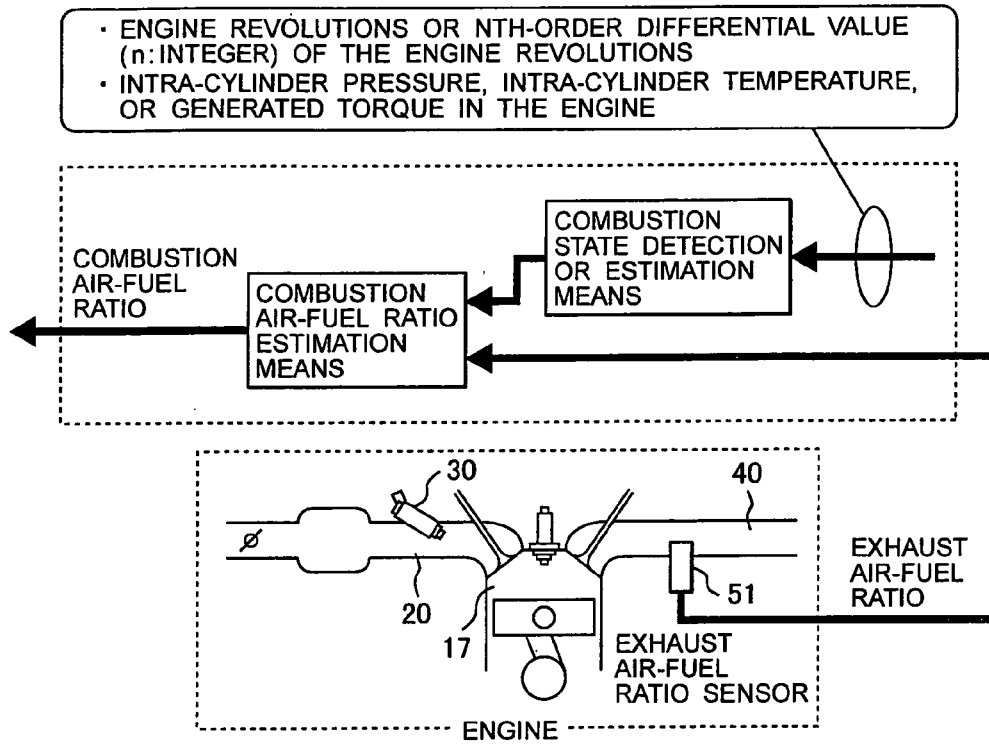 · ENGINE REVOLUTIONS OR NTH-ORDER DIFFERENTIAL VALUE
(n: INTEGER) OF THE ENGINE REVOLUTIONS
· INTRA-CYLINDER PRESSURE, INTRA-CYLINDER TEMPERATURE,
OR GENERATED TORQUE IN THE ENGINE
COMBUSTION
STATE DETECTION
OR ESTIMATION
MEANS
COMBUSTION
AIR-FUEL
RATIO
COMBUSTION
AIR-FUEL RATIO
ESTIMATION
MEANS
30
40
20
17
51
EXHAUST
AIR-FUEL
RATIO
EXHAUST
AIR-FUEL
RATIO SENSOR
ENGINE